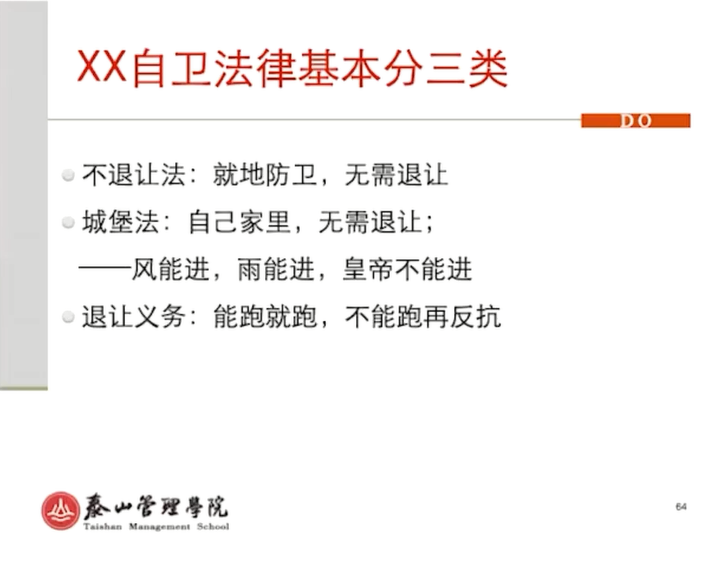 XX自卫法律基本分三类
DO
不退让法：就地防卫，无需退让
城堡法：自己家里，无需退让；
——风能进，雨能进，皇帝不能进
退让义务：能跑就跑，不能跑再反抗
泰山管理學院
Taishan Management School
64